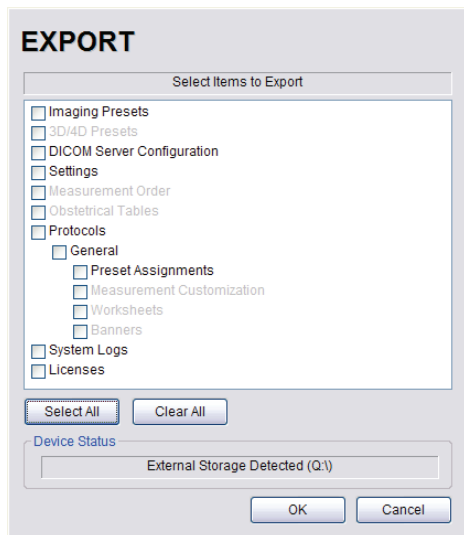 EXPORT
Select Items to Export
Imaging Presets
3D/4D Presets
DICOM Server Configuration
Settings
Measurement Order
Obstetrical Tables
Protocols
General
Preset Assignments
Measurement Customization
Worksheets
Banners
System Logs
Licenses
Select All Clear All
Device Status
External Storage Detected (Q:\)
OK Cancel